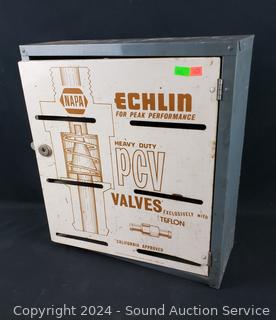 NAPA
ECHLIN
FOR PEAK PERFORMANCE
HEAVY DUTY
PCV
VALVES
EXCLUSIVELY WITH
TEFLON
CALIFORNIA APPROVED
Copyright 2024 - Sound Auction Service